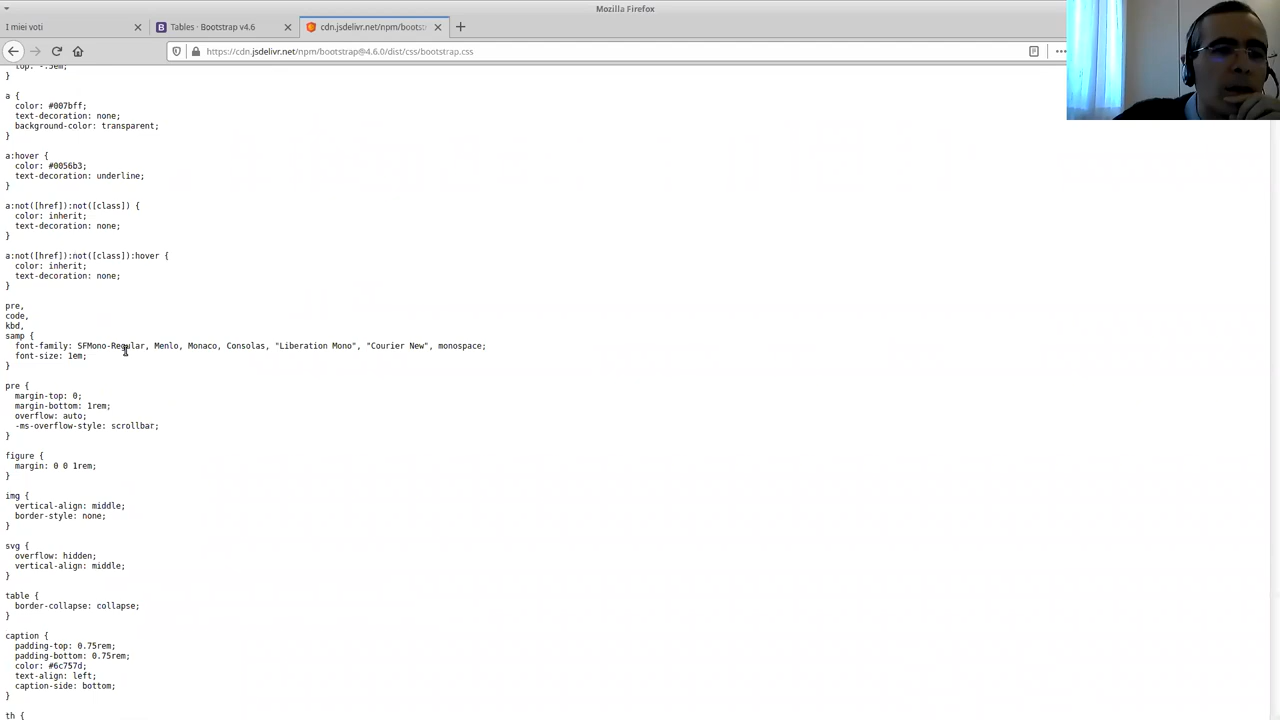 Mozilla Firefox
I miei voti
Tables · Bootstrap v4.6
cdn.jsdelivr.net/npm/boots
https://cdn.jsdelivr.net/npm/bootstrap@4.6.0/dist/css/bootstrap.css
top: -.5em;
}
a {
color: #007bff;
text-decoration: none;
background-color: transparent;
}
a:hover {
color: #0056b3;
text-decoration: underline;
}
a:not([href]):not([class]) {
color: inherit;
text-decoration: none;
}
a:not([href]):not([class]):hover {
color: inherit;
text-decoration: none;
}
pre,
code,
kbd,
samp {
font-family: SFMono-Regular, Menlo, Monaco, Consolas, "Liberation Mono", "Courier New", monospace;
font-size: 1em;
}
pre {
margin-top: 0;
margin-bottom: 1rem;
overflow: auto;
-ms-overflow-style: scrollbar;
}
figure {
margin: 0 0 1rem;
}
img {
vertical-align: middle;
border-style: none;
}
svg {
overflow: hidden;
vertical-align: middle;
}
table {
border-collapse: collapse;
}
caption {
padding-top: 0.75rem;
padding-bottom: 0.75rem;
color: #6c757d;
text-align: left;
caption-side: bottom;
}
th {